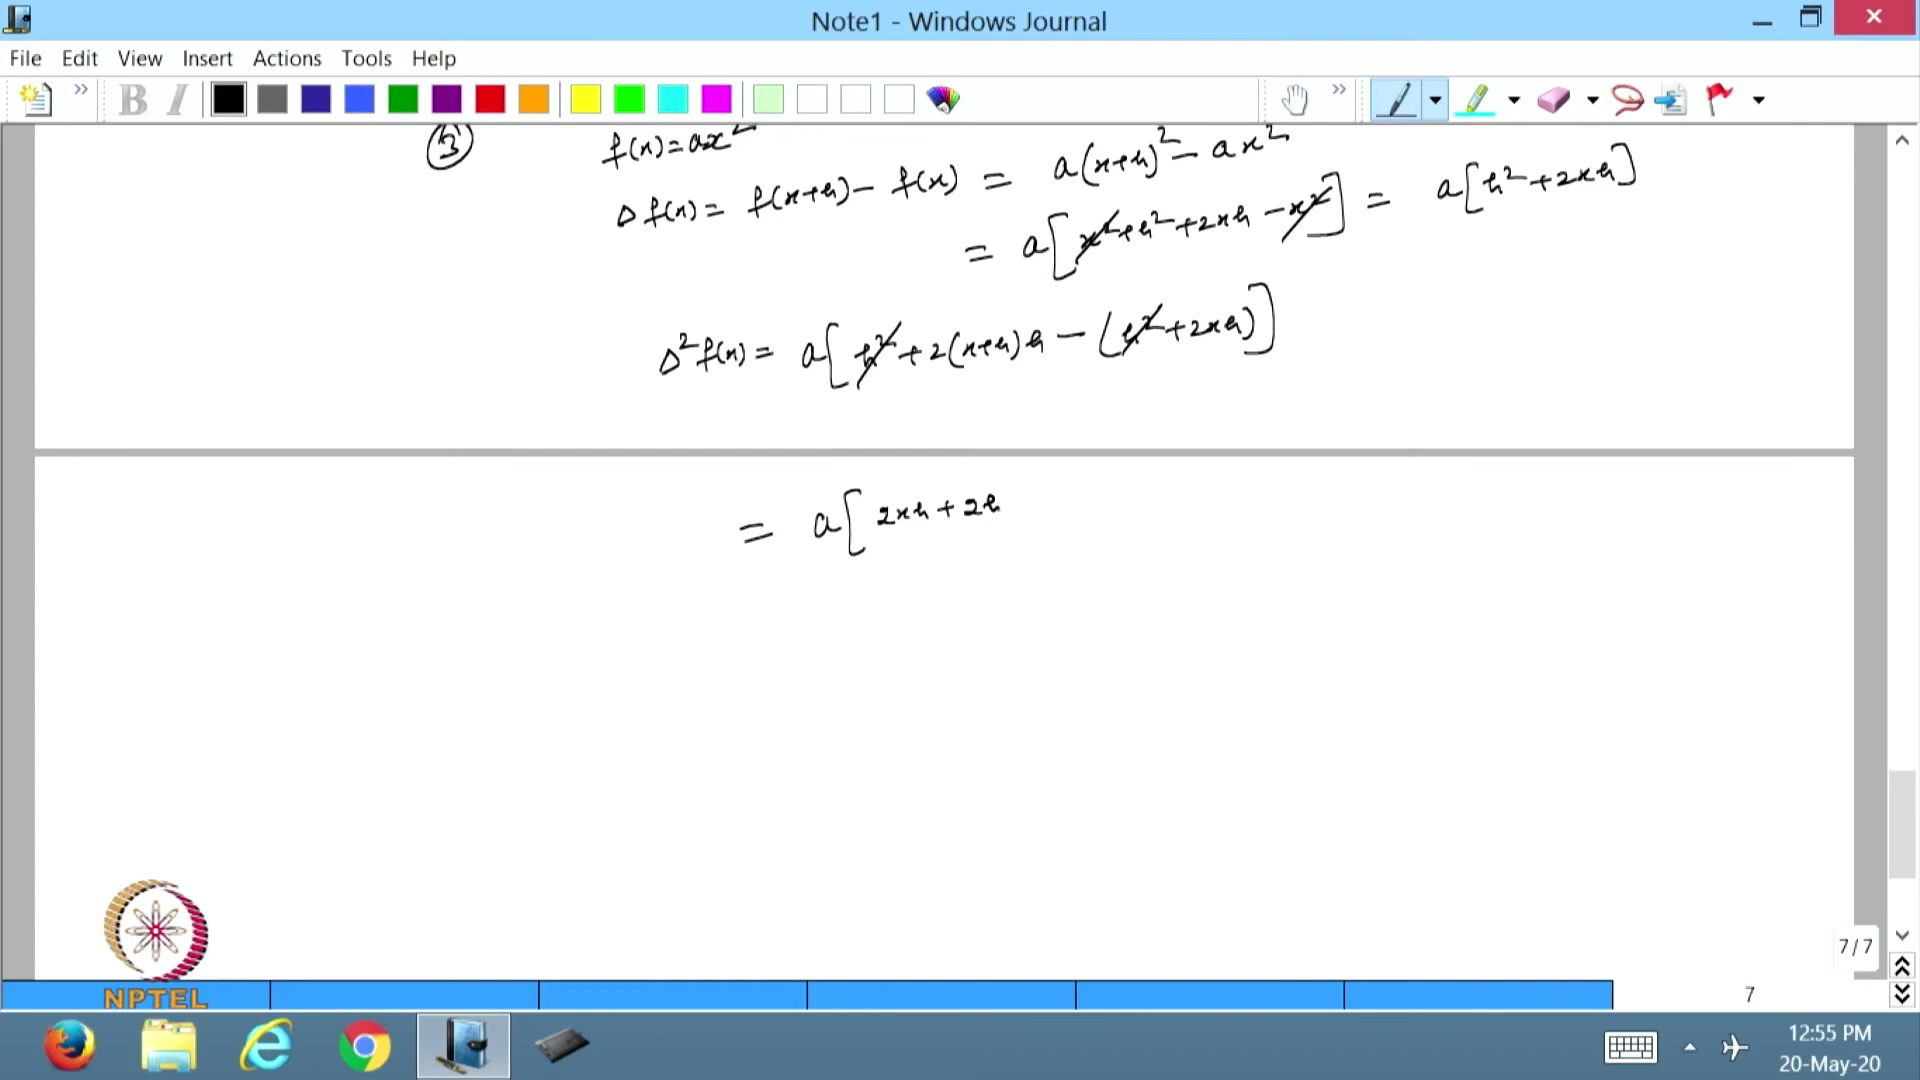 Note1 - Windows Journal
File Edit View Insert Actions Tools Help
B I
③ f(x)=ax²
Δf(x) = f(x+h) - f(x) = a(x+h)² - ax²
= a[x²+h²+2xh-x²] = a[h²+2xh]
Δ²f(x) = a[h²+2(x+h)h-(h²+2xh)]
= a[2xh+2h
7/7
NPTEL
7
12:55 PM
20-May-20